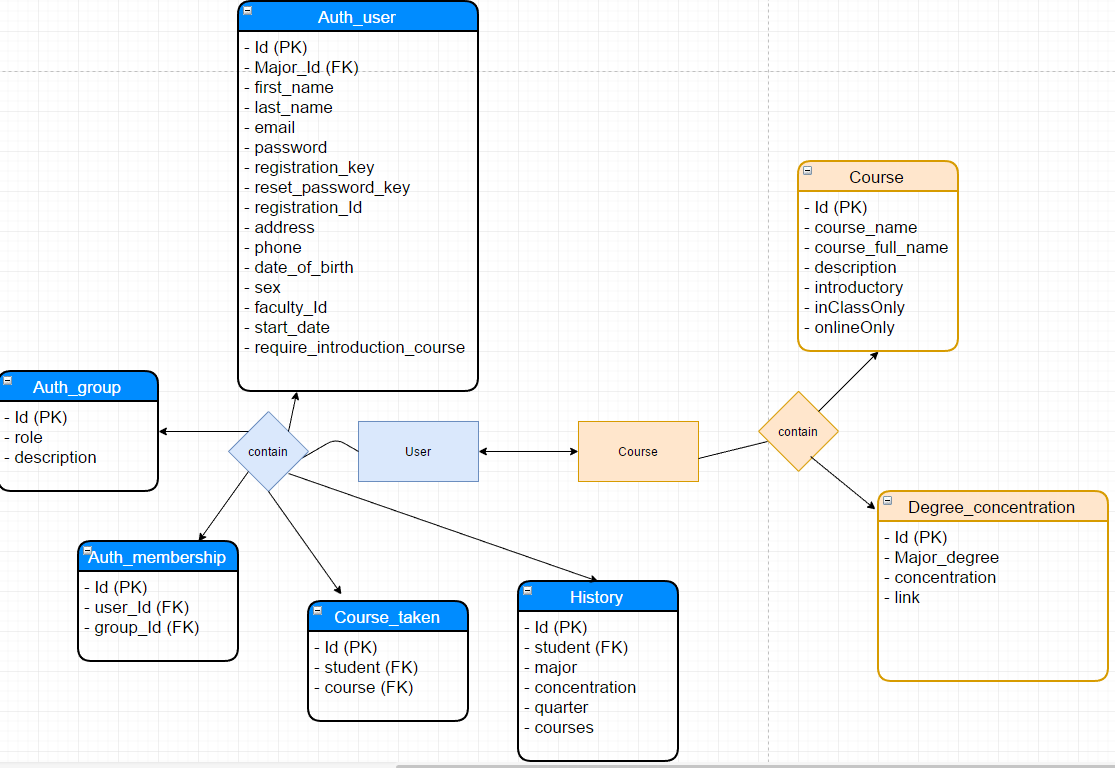 Auth_user
- Id (PK)
- Major_Id (FK)
- first_name
- last_name
- email
- password
- registration_key
- reset_password_key
- registration_Id
- address
- phone
- date_of_birth
- sex
- faculty_Id
- start_date
- require_introduction_course
Course
- Id (PK)
- course_name
- course_full_name
- description
- introductory
- inClassOnly
- onlineOnly
Auth_group
- Id (PK)
- role
- description
contain
User
Course
contain
Auth_membership
- Id (PK)
- user_Id (FK)
- group_Id (FK)
Course_taken
- Id (PK)
- student (FK)
- course (FK)
History
- Id (PK)
- student (FK)
- major
- concentration
- quarter
- courses
Degree_concentration
- Id (PK)
- Major_degree
- concentration
- link